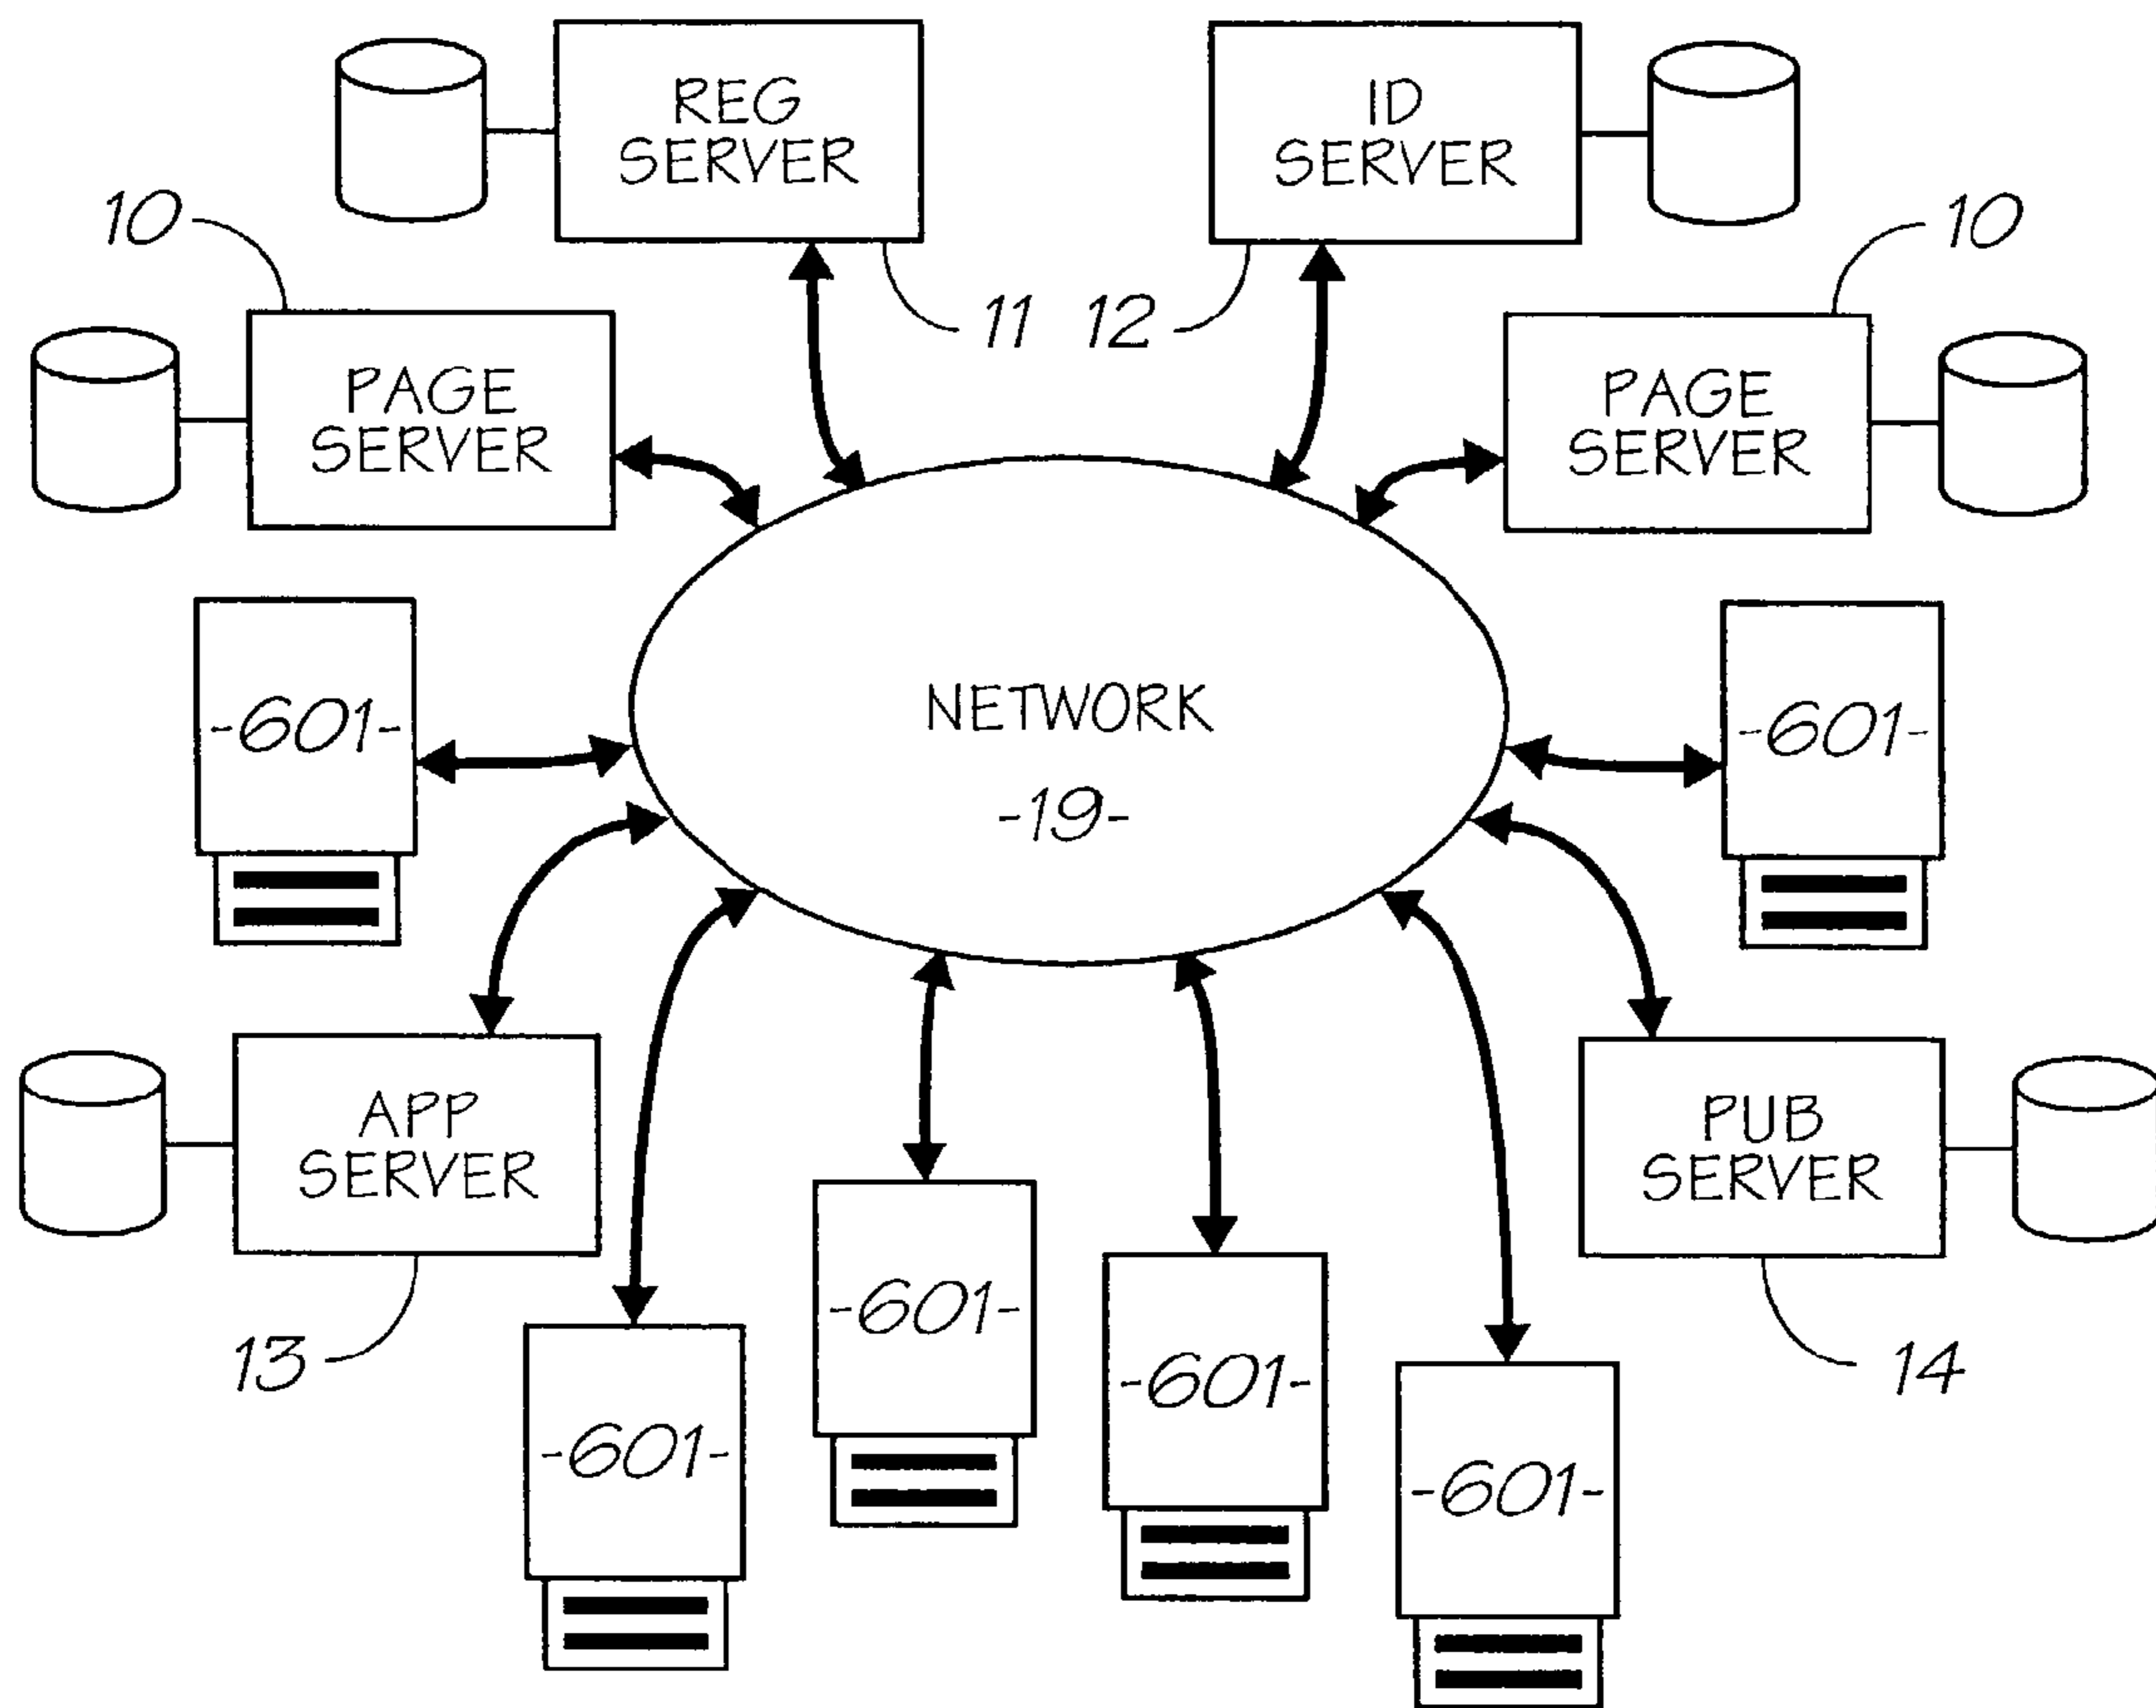 REG
SERVER
ID
SERVER
10
10
11
12
PAGE
SERVER
PAGE
SERVER
-601-
NETWORK
-19-
-601-
APP
SERVER
PUB
SERVER
13
-601-
-601-
-601-
-601-
14